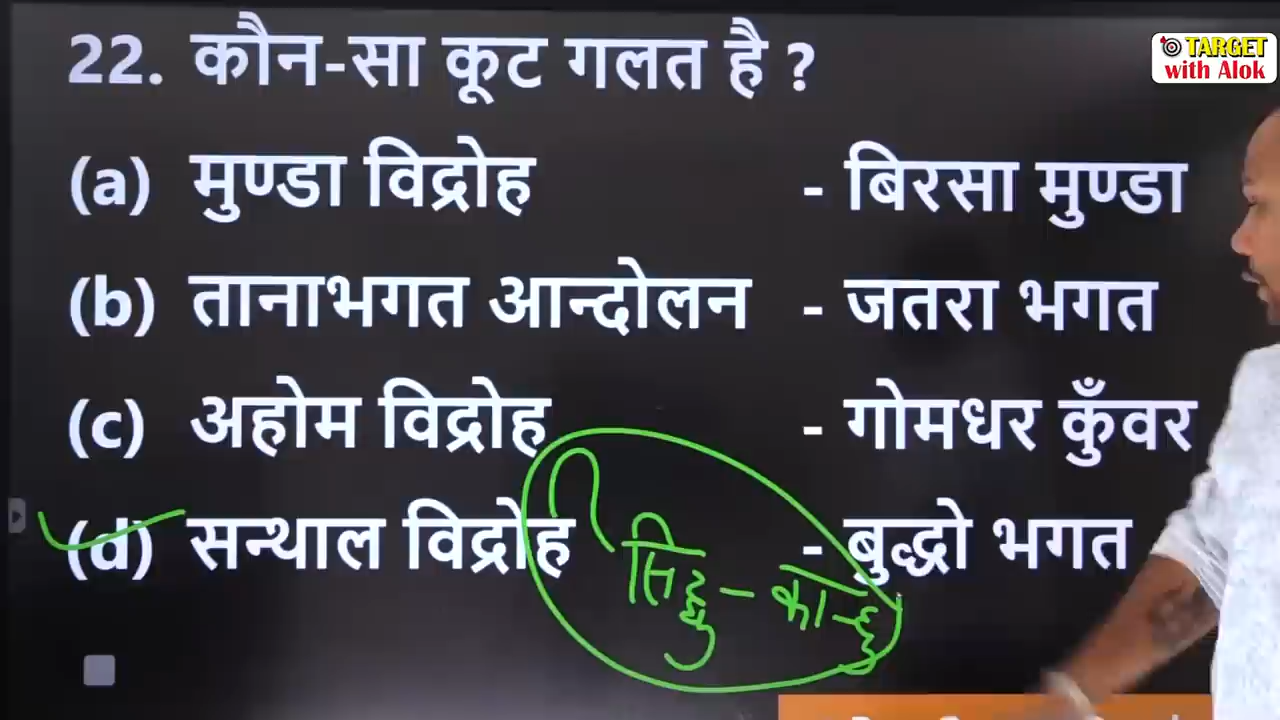 TARGET
with Alok
22. कौन-सा कूट गलत है ?
(a) मुण्डा विद्रोह - बिरसा मुण्डा
(b) तानाभगत आन्दोलन - जतरा भगत
(c) अहोम विद्रोह - गोमधर कुँवर
(d) सन्थाल विद्रोह - बुद्धो भगत
सिद्धू - कान्हू